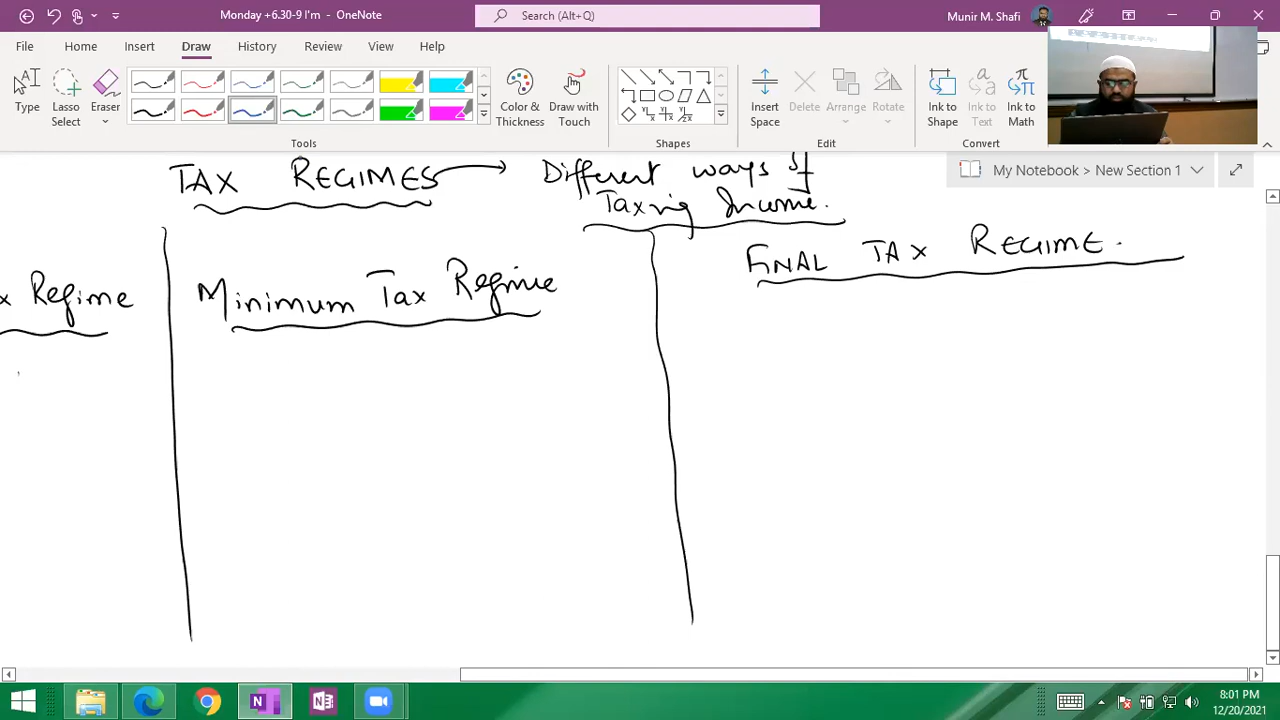 Monday +6.30-9 I'm - OneNote
Search (Alt+Q)
Munir M. Shafi
File Home Insert Draw History Review View Help
Type
Lasso Select
Eraser
Color & Thickness
Draw with Touch
Insert Space
Delete
Arrange
Rotate
Ink to Shape
Ink to Text
Ink to Math
Tools
Shapes
Edit
Convert
My Notebook > New Section 1
TAX REGIMES → Different ways of
Taxing Income.
x Regime
Minimum Tax Regime
FINAL TAX REGIME.
8:01 PM
12/20/2021